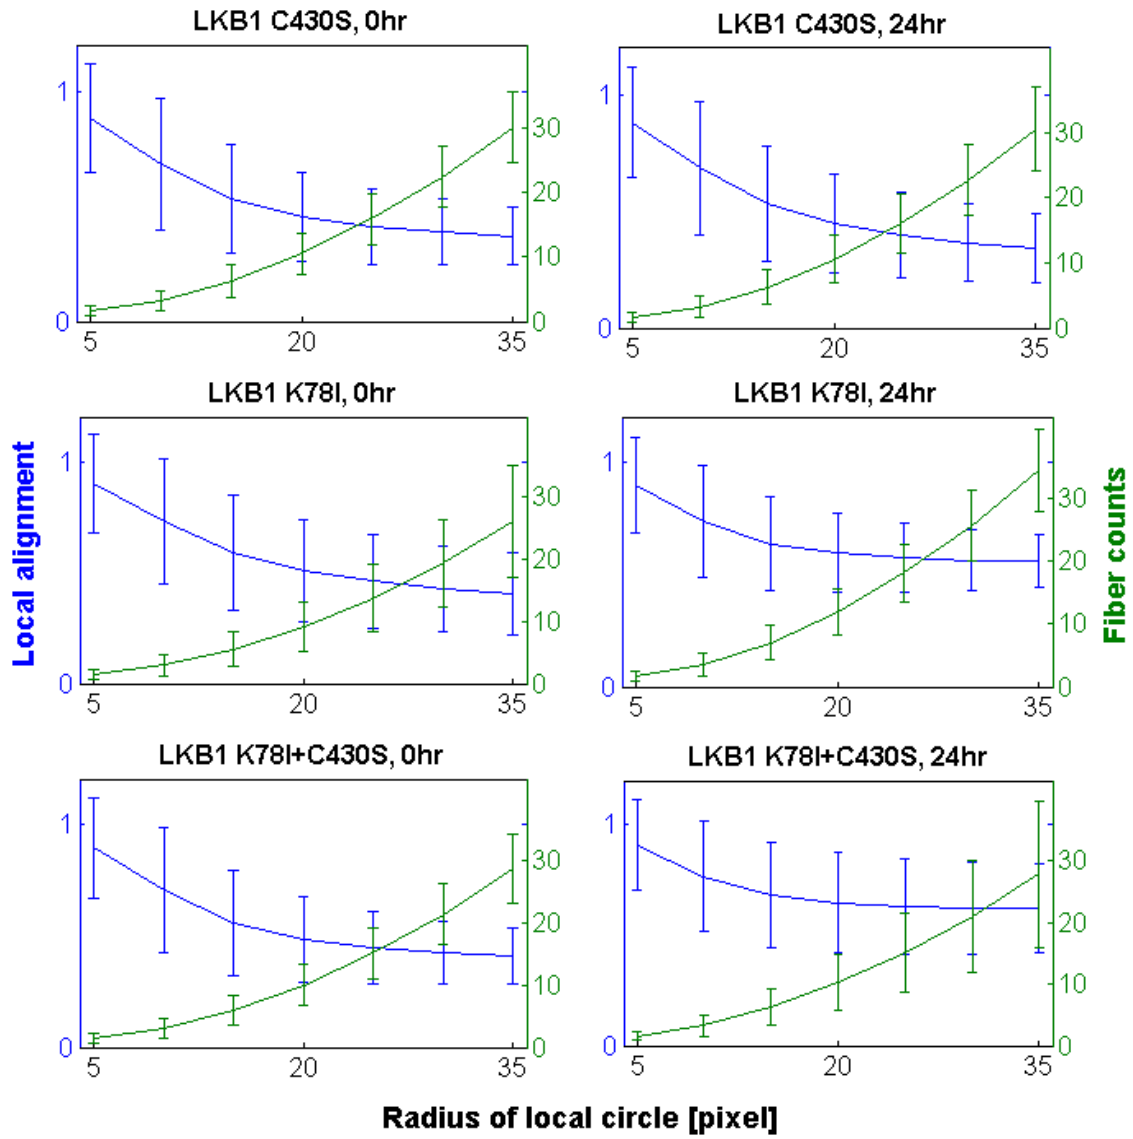 LKB1 C430S, 0hr
LKB1 C430S, 24hr
1
0
30
20
10
0
5 20 35
1
0
30
20
10
0
5 20 35
LKB1 K78I, 0hr
LKB1 K78I, 24hr
Local alignment
1
0
30
20
10
0
5 20 35
1
0
30
20
10
0
5 20 35
Fiber counts
LKB1 K78I+C430S, 0hr
LKB1 K78I+C430S, 24hr
1
0
30
20
10
0
5 20 35
1
0
30
20
10
0
5 20 35
Radius of local circle [pixel]